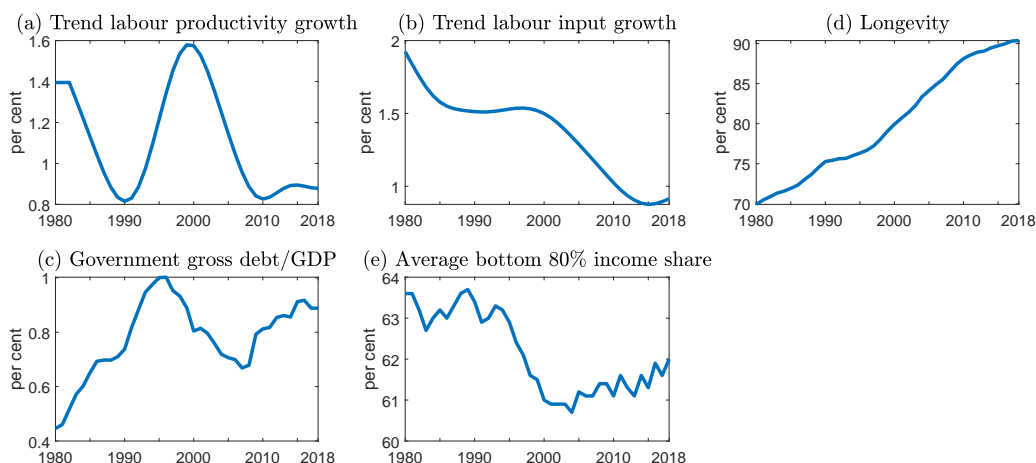 (a) Trend labour productivity growth
per cent
1.6
1.4
1.2
1
0.8
1980 1990 2000 2010 2018
(b) Trend labour input growth
per cent
2
1.5
1
1980 1990 2000 2010 2018
(d) Longevity
per cent
90
85
80
75
70
1980 1990 2000 2010 2018
(c) Government gross debt/GDP
per cent
1
0.8
0.6
0.4
1980 1990 2000 2010 2018
(e) Average bottom 80% income share
per cent
64
63
62
61
60
1980 1990 2000 2010 2018